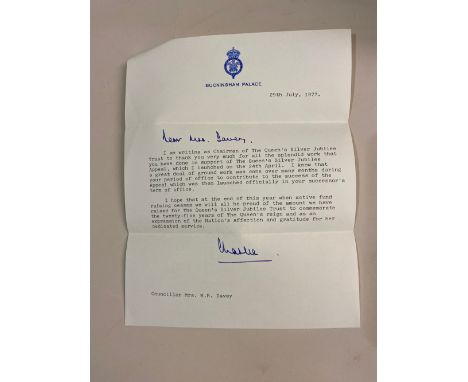 BUCKINGHAM PALACE
29th July, 1977.
Dear Mrs. Davey.
I am writing as Chairman of The Queen's Silver Jubilee
Trust to thank you very much for all the splendid work that
you have done in support of The Queen's Silver Jubilee
Appeal, which I launched on the 24th April. I know that
a great deal of ground work was done over many months during
your period of office to contribute to the success of the
Appeal which was then launched officially in your successor's
term of office.
I hope that at the end of this year when active fund
raising ceases we will all be proud of the amount we have
raised for The Queen's Silver Jubilee Trust to commemorate
the twenty-five years of The Queen's reign and as an
expression of the Nation's affection and gratitude for her
dedicated service.
Charles
Councillor Mrs. W.R. Davey